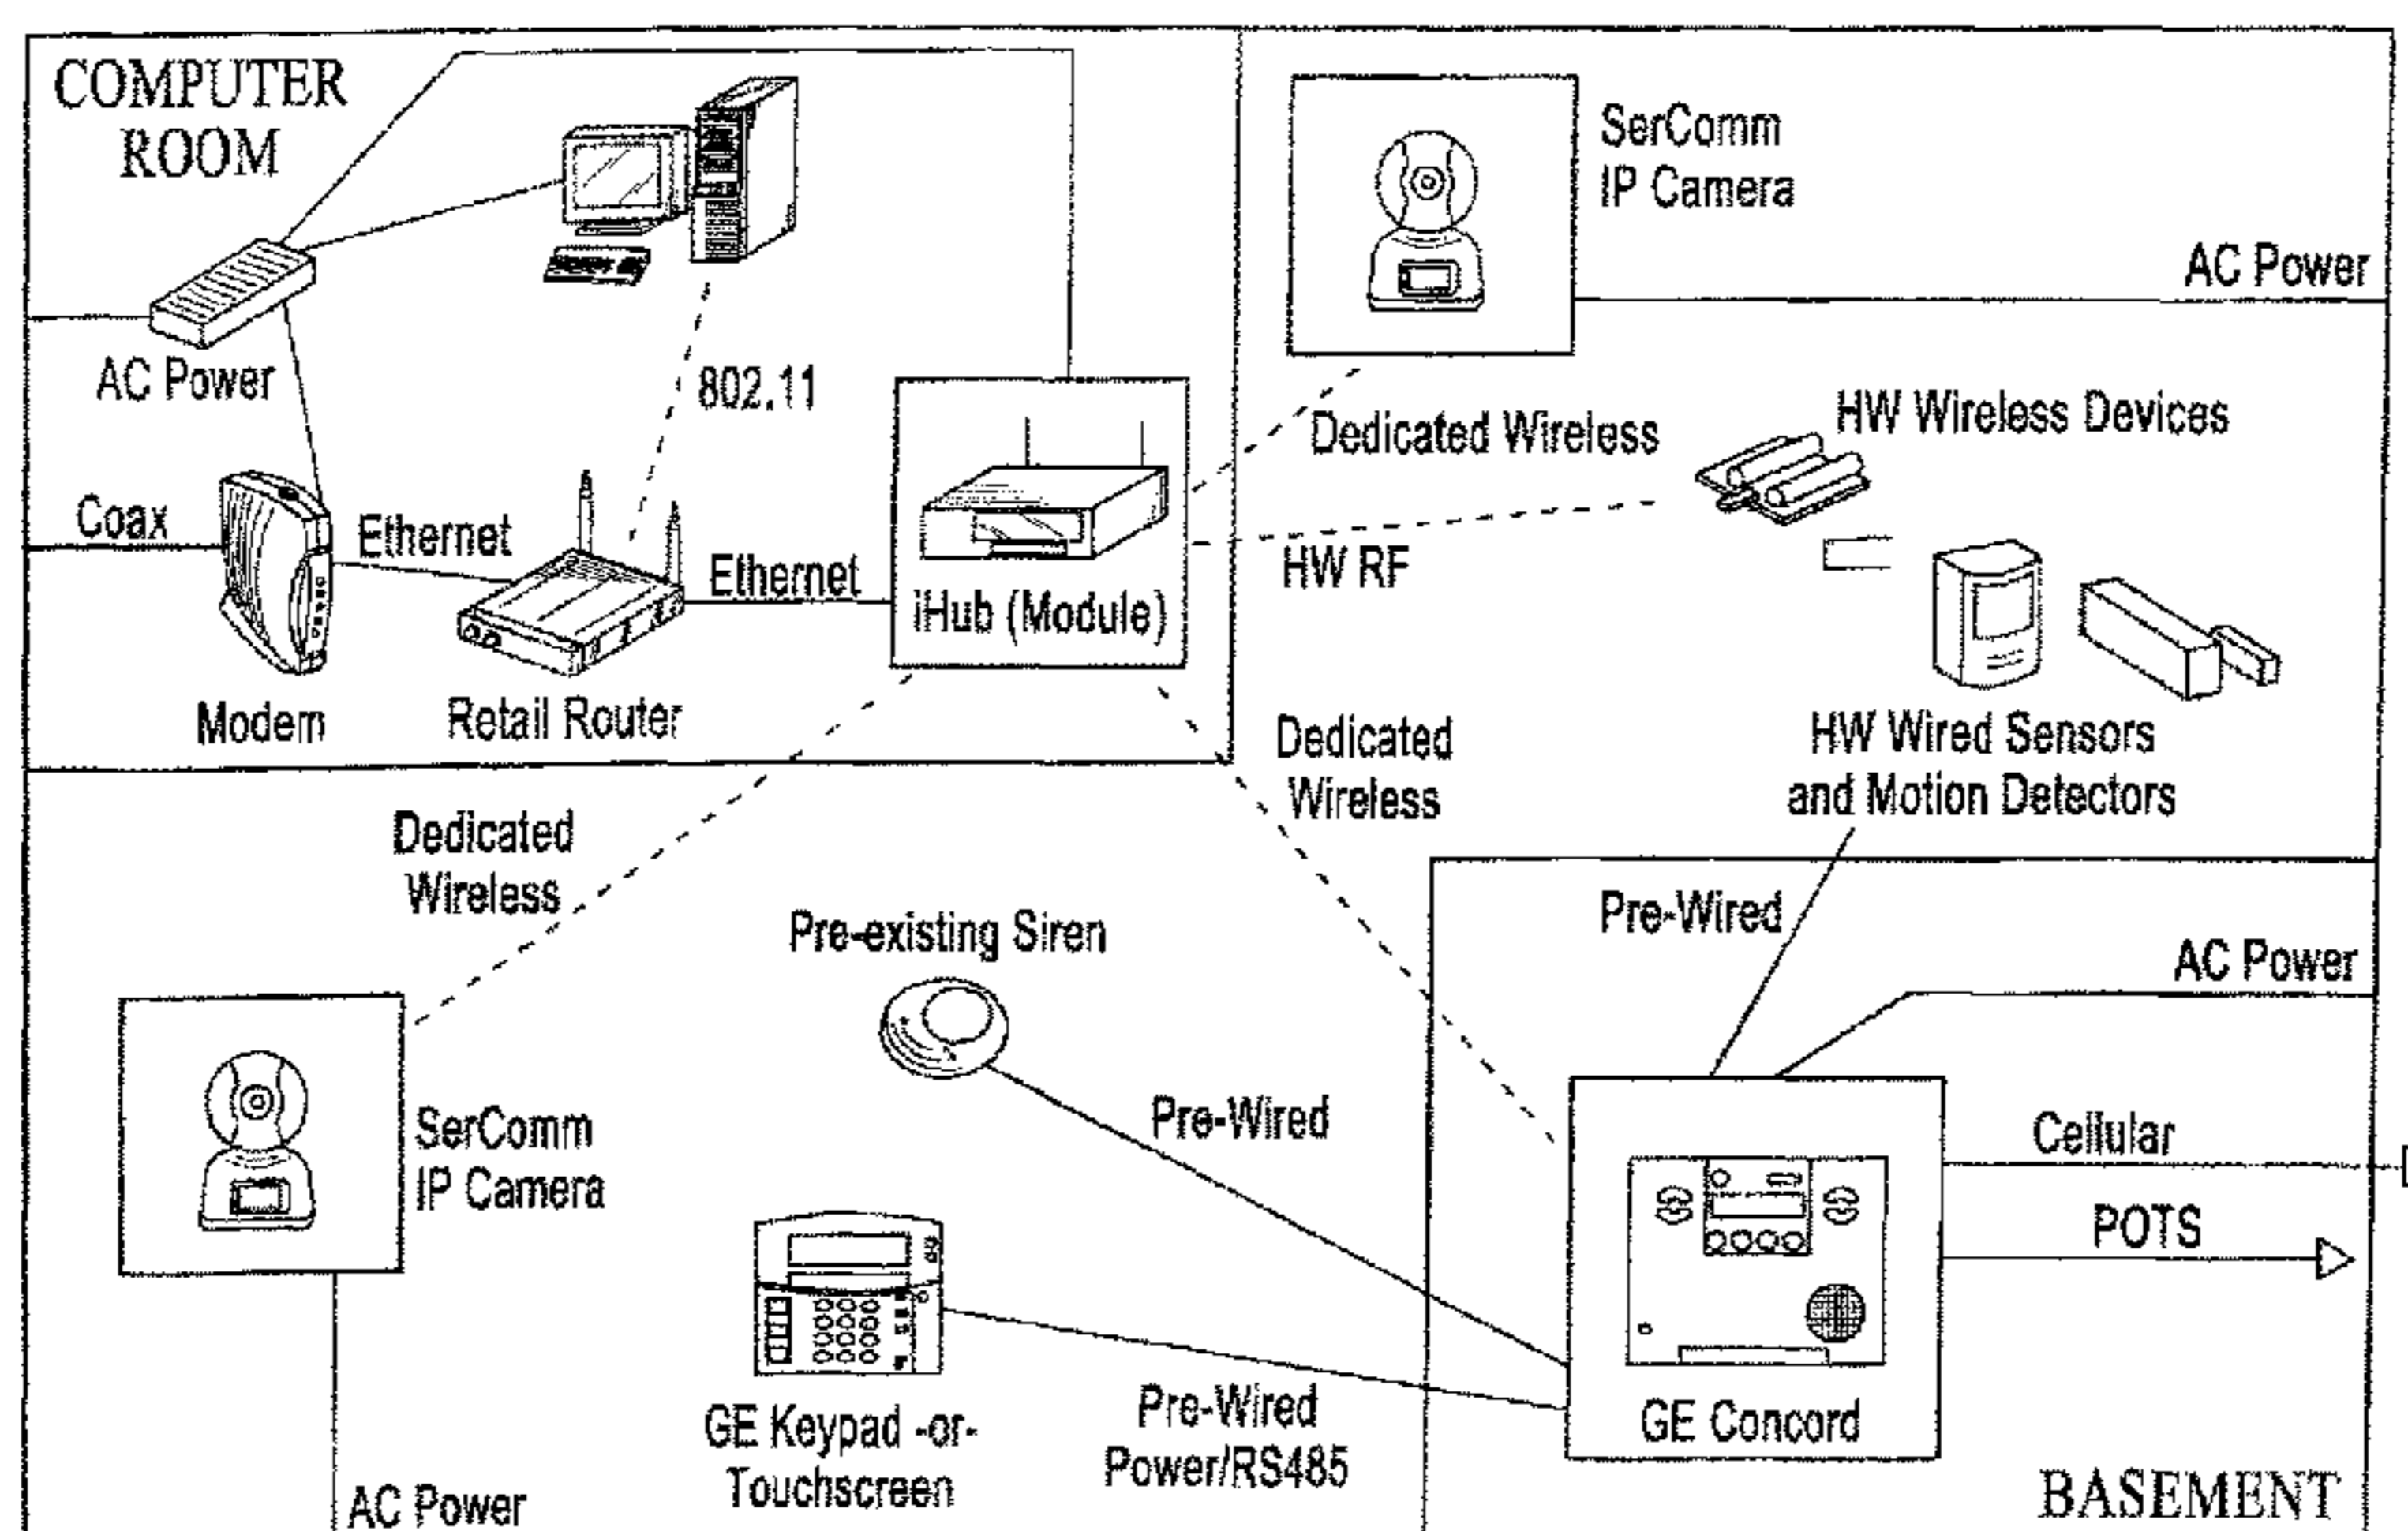 COMPUTER
ROOM
AC Power
802.11
Coax
Ethernet
Ethernet
iHub (Module)
Modem
Retail Router
SerComm
IP Camera
AC Power
Dedicated Wireless
HW Wireless Devices
HW RF
HW Wired Sensors
and Motion Detectors
Dedicated
Wireless
Dedicated
Wireless
Pre-existing Siren
Pre-Wired
AC Power
SerComm
IP Camera
Pre-Wired
Cellular
POTS
GE Keypad -or-
Touchscreen
Pre-Wired
Power/RS485
GE Concord
AC Power
BASEMENT